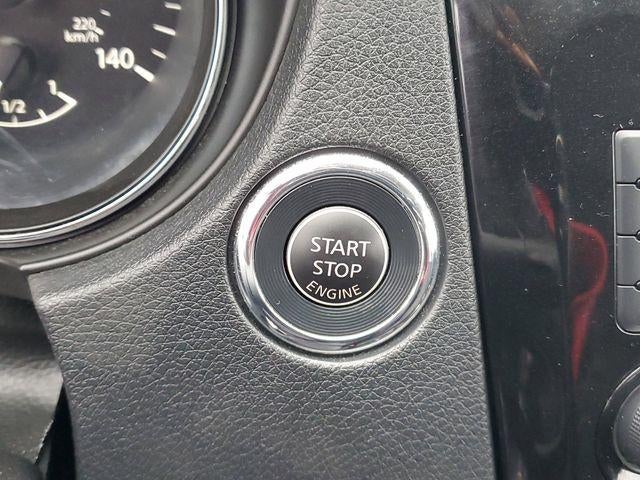 220
km/h
140
1/2
1
START
STOP
ENGINE